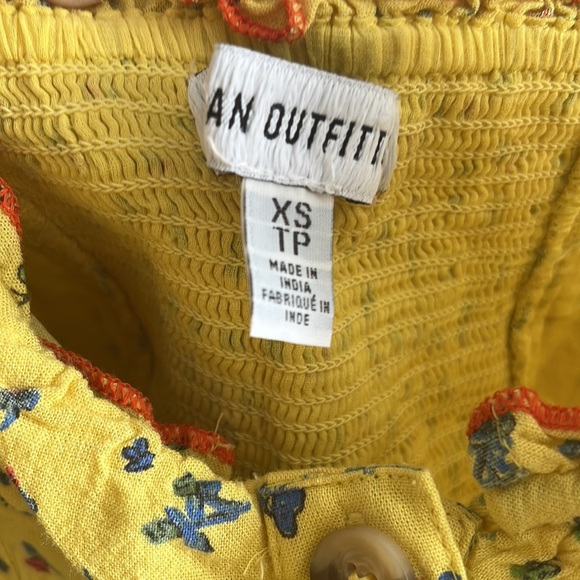 AN OUTFITT
XS
TP
MADE IN
INDIA
FABRIQUÉ IN
INDE